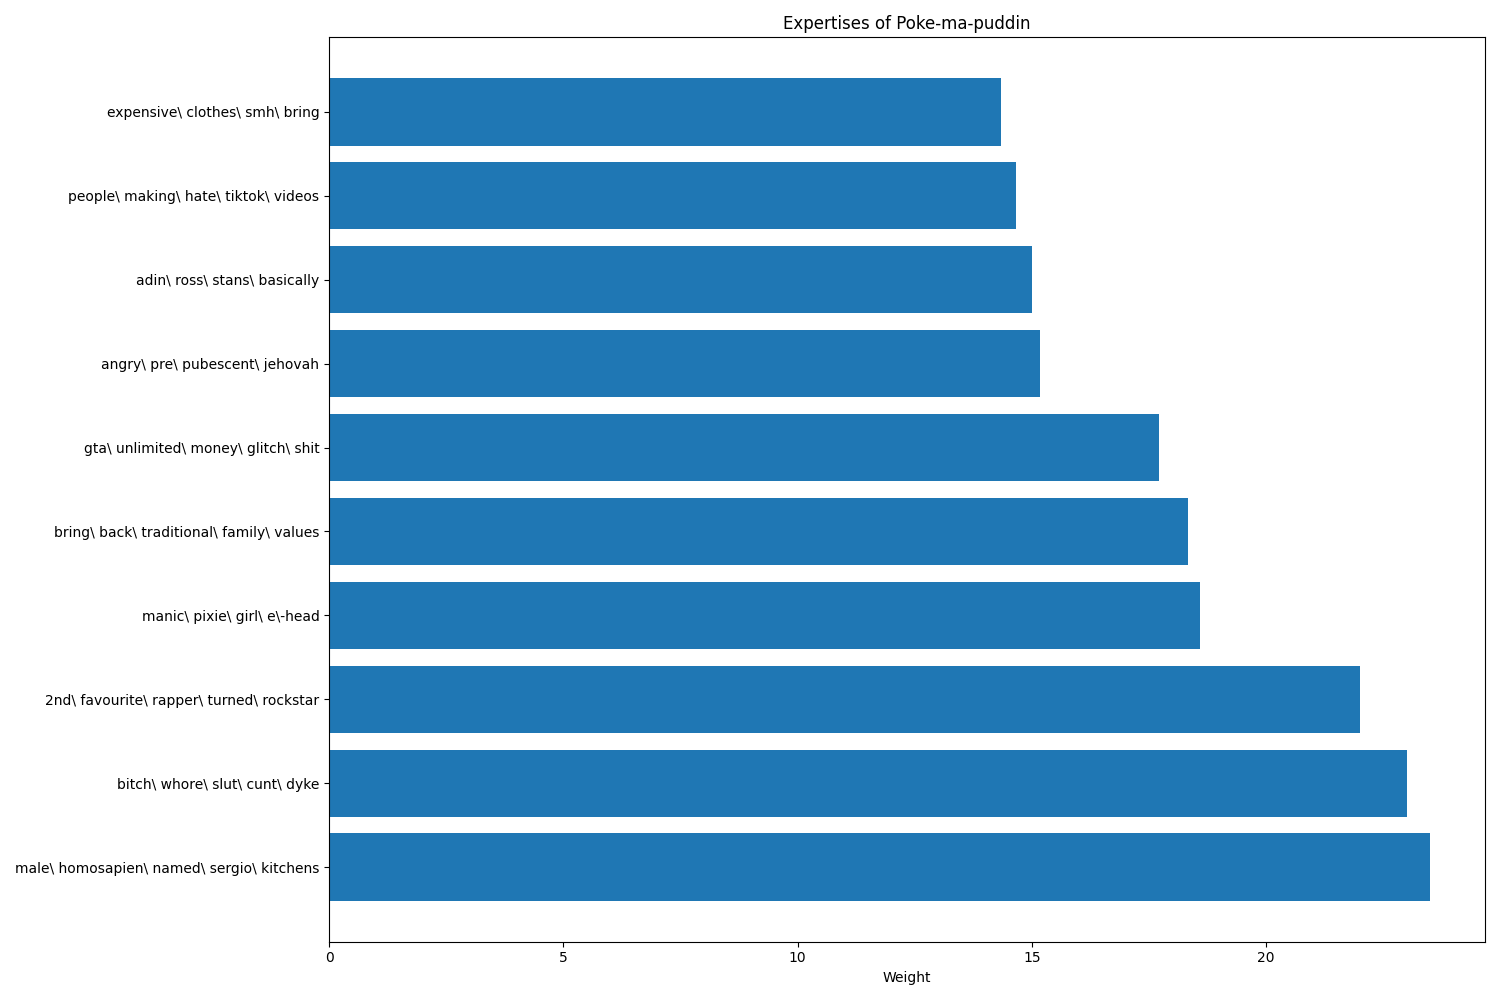 Expertises of Poke-ma-puddin
expensive\ clothes\ smh\ bring
people\ making\ hate\ tiktok\ videos
adin\ ross\ stans\ basically
angry\ pre\ pubescent\ jehovah
gta\ unlimited\ money\ glitch\ shit
bring\ back\ traditional\ family\ values
manic\ pixie\ girl\ e\-head
2nd\ favourite\ rapper\ turned\ rockstar
bitch\ whore\ slut\ cunt\ dyke
male\ homosapien\ named\ sergio\ kitchens
0 5 10 15 20
Weight